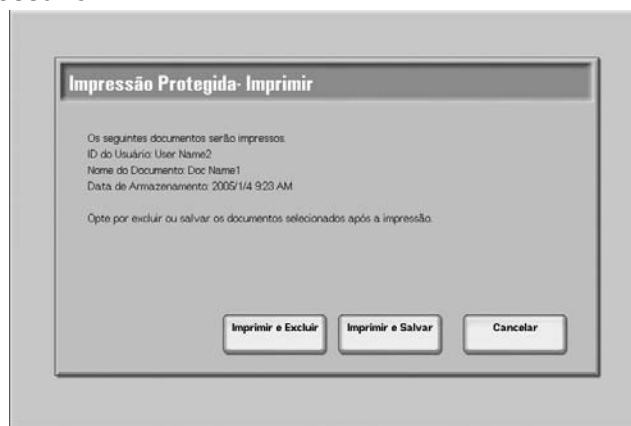 Impressão Protegida- Imprimir
Os seguintes documentos serão impressos.
ID do Usuário: User Name2
Nome do Documento: Doc Name1
Data de Armazenamento: 2005/1/4 9:23 AM
Opte por excluir ou salvar os documentos selecionados após a impressão.
Imprimir e Excluir
Imprimir e Salvar
Cancelar